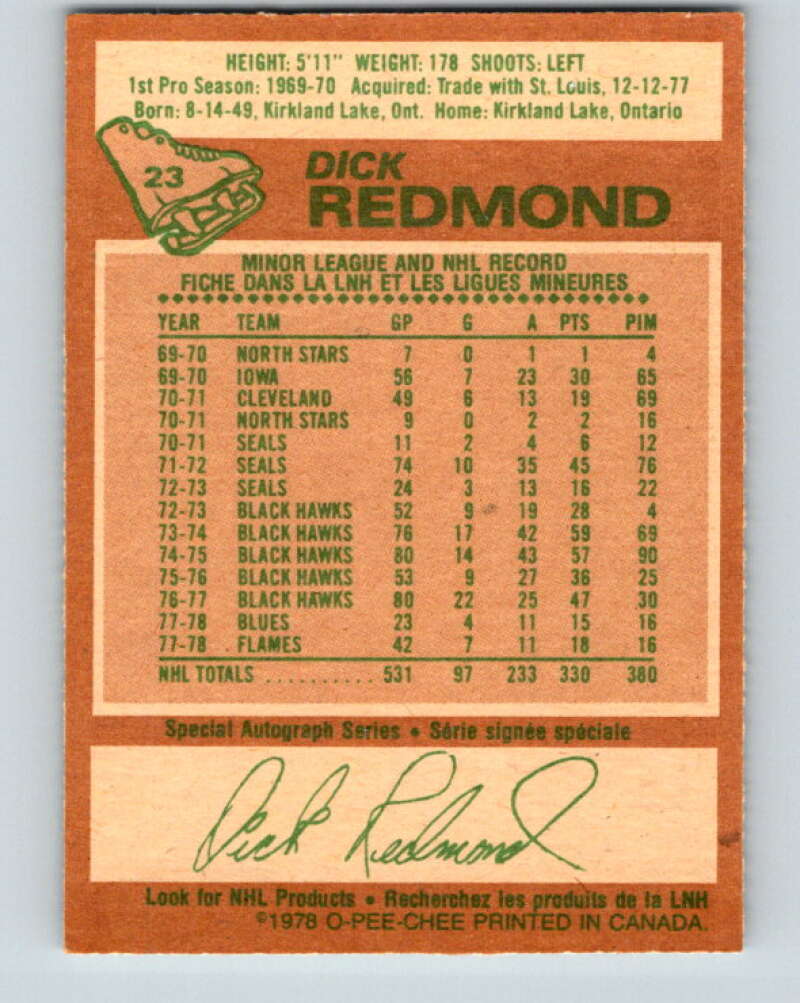 HEIGHT: 5'11" WEIGHT: 178 SHOOTS: LEFT
1st Pro Season: 1969-70 Acquired: Trade with St. Louis, 12-12-77
Born: 8-14-49, Kirkland Lake, Ont. Home: Kirkland Lake, Ontario
23
DICK
REDMOND
MINOR LEAGUE AND NHL RECORD
FICHE DANS LA LNH ET LES LIGUES MINEURES
YEAR TEAM GP G A PTS PIM
69-70 NORTH STARS 7 0 1 1 4
69-70 IOWA 56 7 23 30 65
70-71 CLEVELAND 49 6 13 19 69
70-71 NORTH STARS 9 0 2 2 16
70-71 SEALS 11 2 4 6 12
71-72 SEALS 74 10 35 45 76
72-73 SEALS 24 3 13 16 22
72-73 BLACK HAWKS 52 9 19 28 4
73-74 BLACK HAWKS 76 17 42 59 69
74-75 BLACK HAWKS 80 14 43 57 90
75-76 BLACK HAWKS 53 9 27 36 25
76-77 BLACK HAWKS 80 22 25 47 30
77-78 BLUES 23 4 11 15 16
77-78 FLAMES 42 7 11 18 16
NHL TOTALS .......... 531 97 233 330 380
Special Autograph Series • Série signée spéciale
Dick Redmond
Look for NHL Products • Recherchez les produits de la LNH
©1978 O-PEE-CHEE PRINTED IN CANADA.